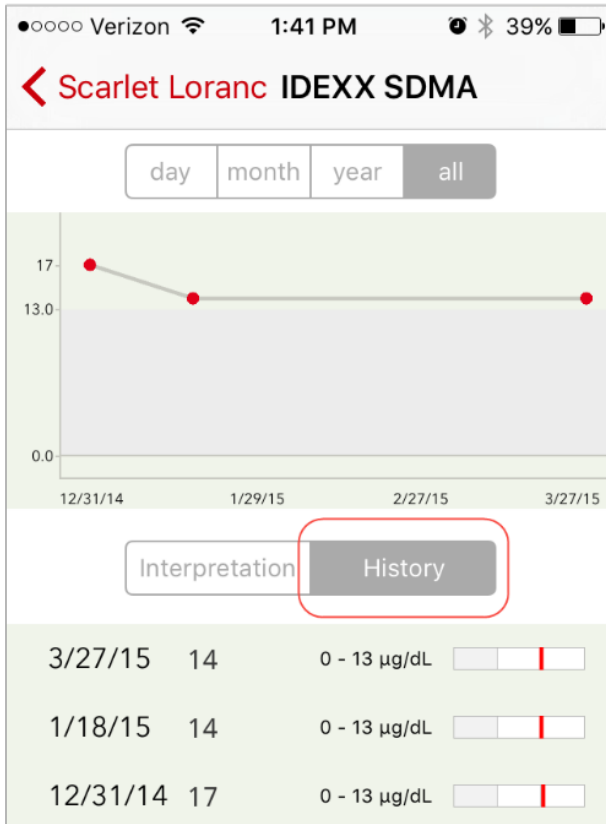 Verizon 1:41 PM 39%
Scarlet Loranc IDEXX SDMA
day month year all
17
13.0
0.0
12/31/14 1/29/15 2/27/15 3/27/15
Interpretation History
3/27/15 14 0 - 13 µg/dL
1/18/15 14 0 - 13 µg/dL
12/31/14 17 0 - 13 µg/dL